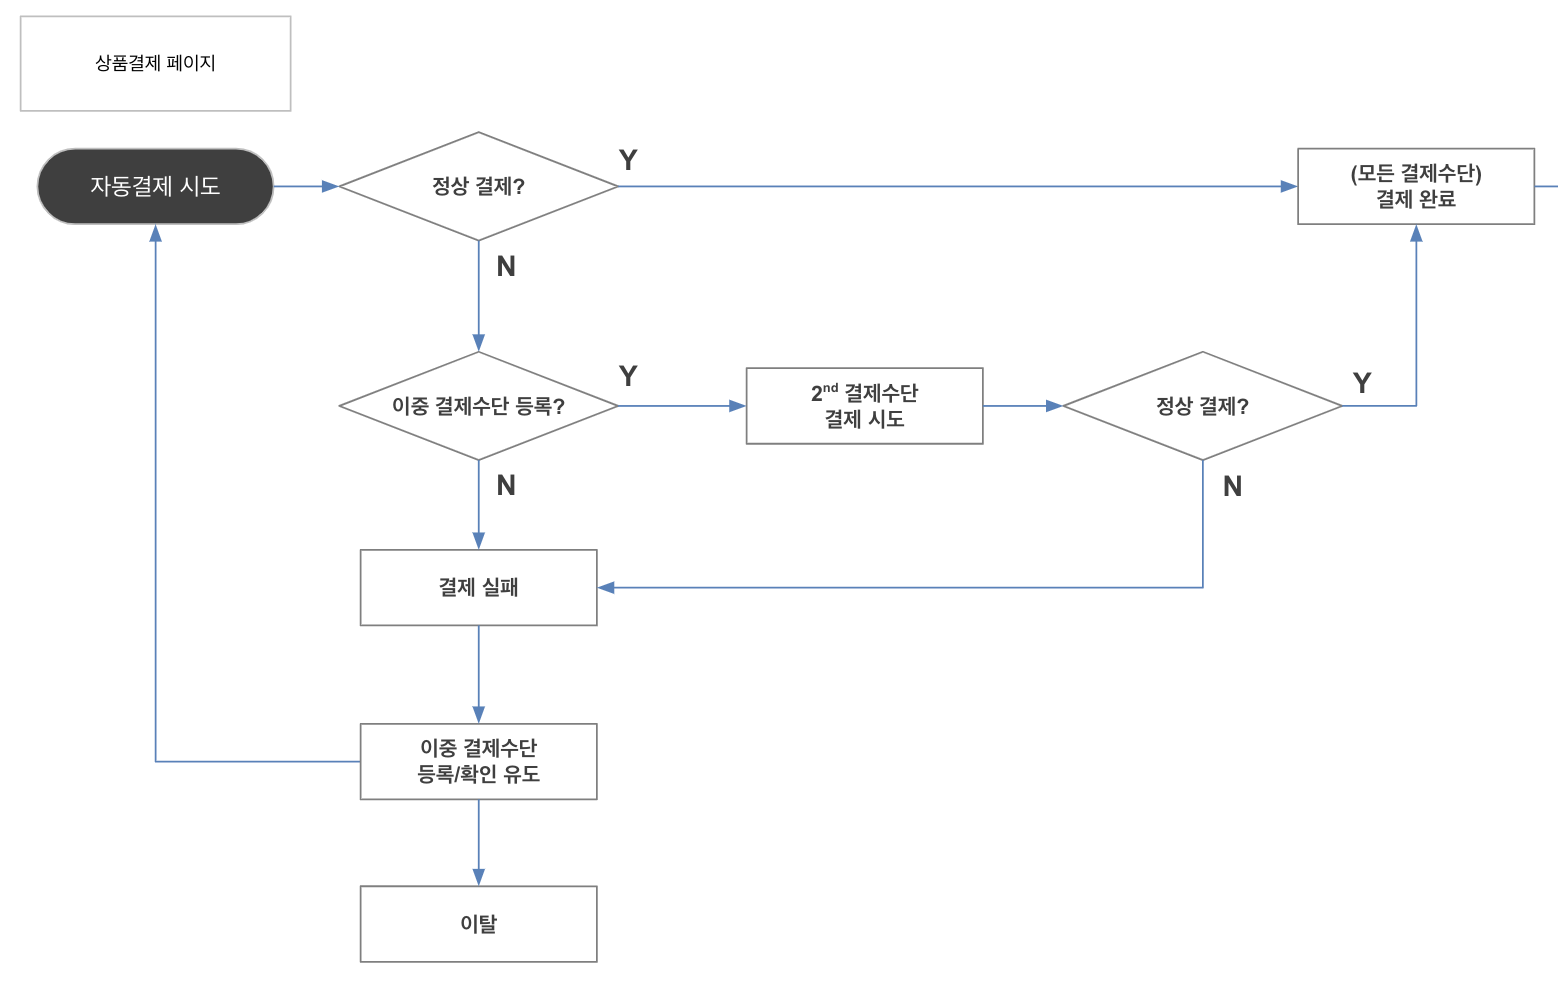 상품결제 페이지
자동결제 시도
정상 결제?
Y
(모든 결제수단)
결제 완료
N
이중 결제수단 등록?
Y
2nd 결제수단
결제 시도
정상 결제?
Y
N
N
결제 실패
이중 결제수단
등록/확인 유도
이탈